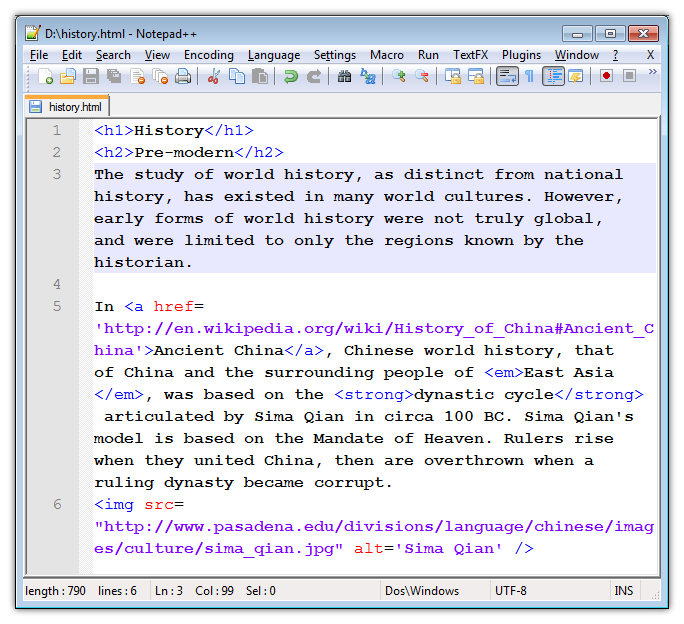 D:\history.html - Notepad++
File Edit Search View Encoding Language Settings Macro Run TextFX Plugins Window ? X
history.html
1 <h1>History</h1>
2 <h2>Pre-modern</h2>
3 The study of world history, as distinct from national
history, has existed in many world cultures. However,
early forms of world history were not truly global,
and were limited to only the regions known by the
historian.
4
5 In <a href=
'http://en.wikipedia.org/wiki/History_of_China#Ancient_C
hina'>Ancient China</a>, Chinese world history, that
of China and the surrounding people of <em>East Asia
</em>, was based on the <strong>dynastic cycle</strong>
articulated by Sima Qian in circa 100 BC. Sima Qian's
model is based on the Mandate of Heaven. Rulers rise
when they united China, then are overthrown when a
ruling dynasty became corrupt.
6 <img src=
"http://www.pasadena.edu/divisions/language/chinese/imag
es/culture/sima_qian.jpg" alt='Sima Qian' />
length : 790 lines : 6 Ln : 3 Col : 99 Sel : 0 Dos\Windows UTF-8 INS